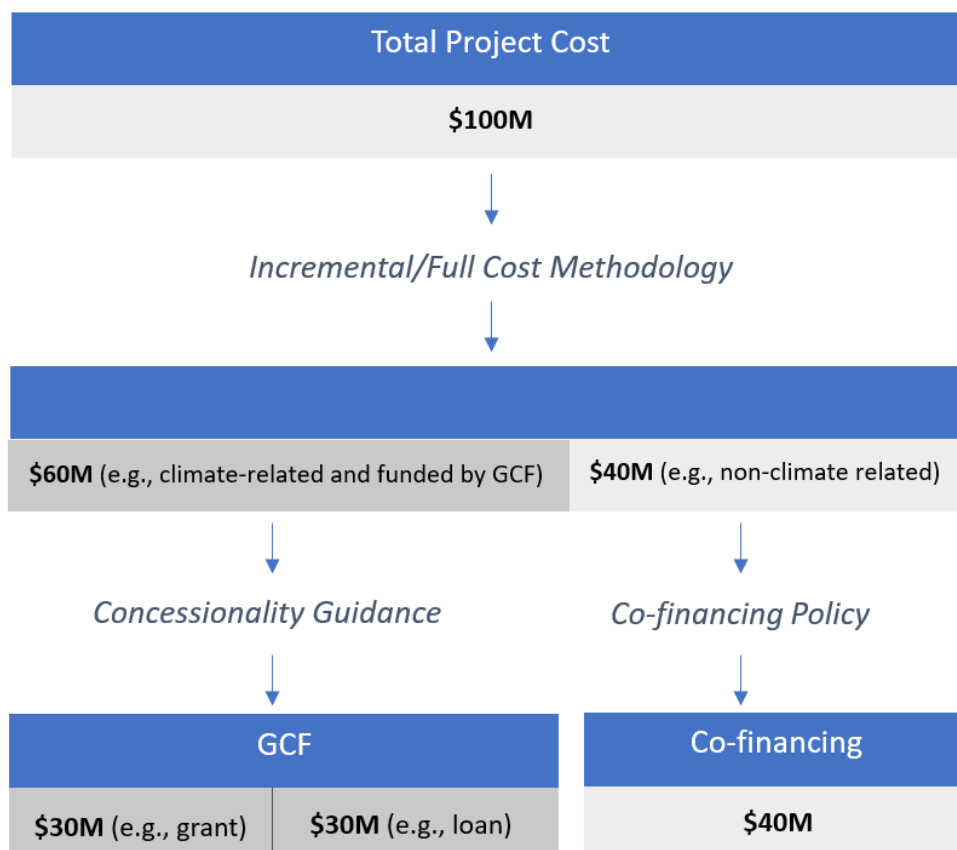 Total Project Cost
$100M
Incremental/Full Cost Methodology
$60M (e.g., climate-related and funded by GCF) $40M (e.g., non-climate related)
Concessionality Guidance Co-financing Policy
GCF Co-financing
$30M (e.g., grant) $30M (e.g., loan) $40M